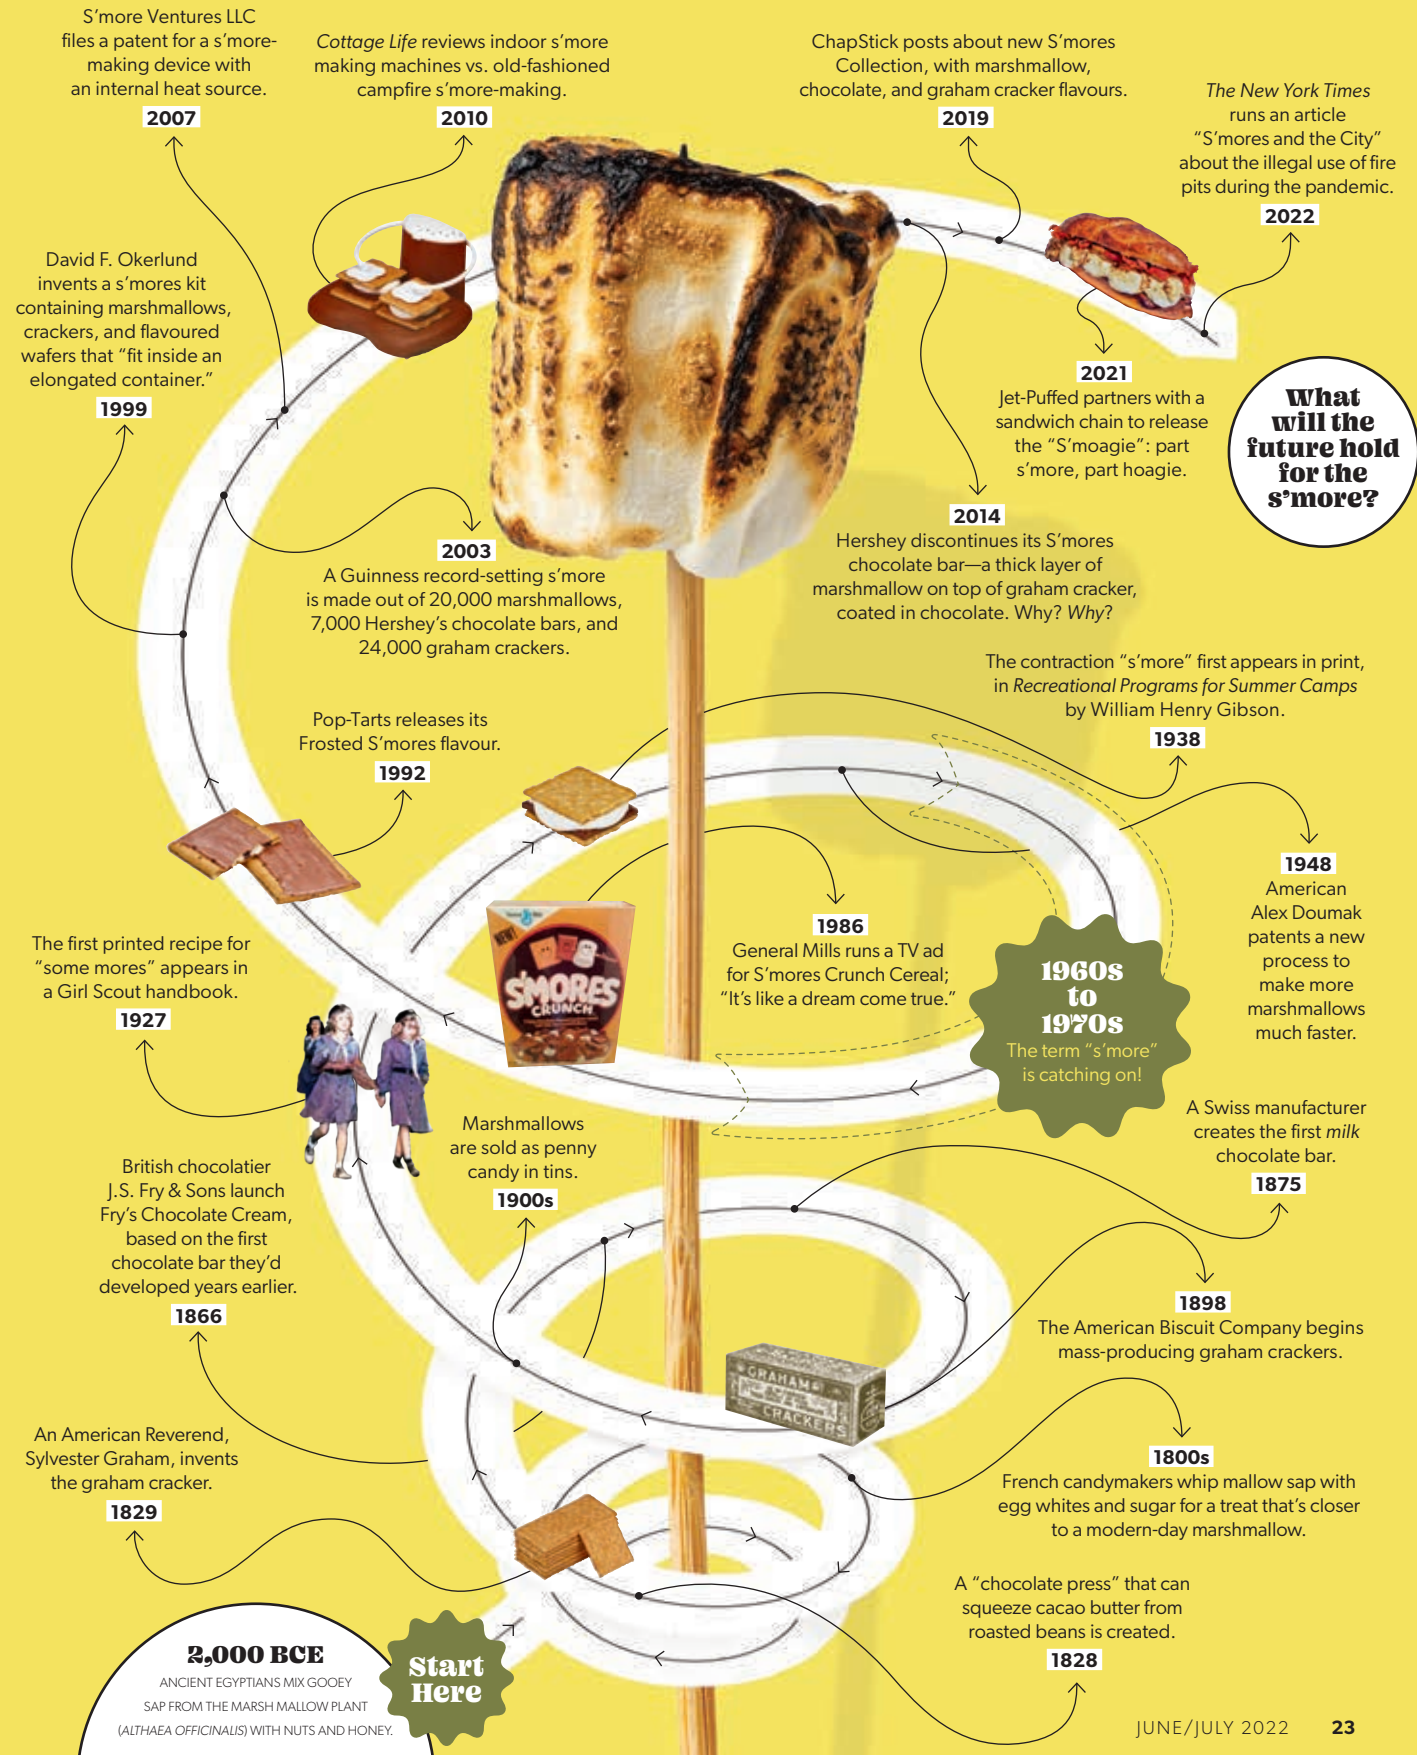 S’more Ventures LLC
files a patent for a s’more-
making device with
an internal heat source.
2007
Cottage Life reviews indoor s’more
making machines vs. old-fashioned
campfire s’more-making.
2010
ChapStick posts about new S’mores
Collection, with marshmallow,
chocolate, and graham cracker flavours.
2019
The New York Times
runs an article
“S’mores and the City”
about the illegal use of fire
pits during the pandemic.
2022
David F. Okerlund
invents a s’mores kit
containing marshmallows,
crackers, and flavoured
wafers that “fit inside an
elongated container.”
1999
2021
Jet-Puffed partners with a
sandwich chain to release
the “S’moagie”: part
s’more, part hoagie.
What
will the
future hold
for the
s’more?
2014
Hershey discontinues its S’mores
chocolate bar—a thick layer of
marshmallow on top of graham cracker,
coated in chocolate. Why? Why?
2003
A Guinness record-setting s’more
is made out of 20,000 marshmallows,
7,000 Hershey’s chocolate bars, and
24,000 graham crackers.
The contraction “s’more” first appears in print,
in Recreational Programs for Summer Camps
by William Henry Gibson.
1938
Pop-Tarts releases its
Frosted S’mores flavour.
1992
1948
American
Alex Doumak
patents a new
process to
make more
marshmallows
much faster.
1986
General Mills runs a TV ad
for S’mores Crunch Cereal;
“It’s like a dream come true.”
NEW!
S'MORES
CRUNCH
The first printed recipe for
“some mores” appears in
a Girl Scout handbook.
1927
1960s
to
1970s
The term “s’more”
is catching on!
Marshmallows
are sold as penny
candy in tins.
1900s
A Swiss manufacturer
creates the first milk
chocolate bar.
1875
British chocolatier
J.S. Fry & Sons launch
Fry’s Chocolate Cream,
based on the first
chocolate bar they’d
developed years earlier.
1866
1898
The American Biscuit Company begins
mass-producing graham crackers.
GRAHAM
CRACKERS
An American Reverend,
Sylvester Graham, invents
the graham cracker.
1829
1800s
French candymakers whip mallow sap with
egg whites and sugar for a treat that’s closer
to a modern-day marshmallow.
A “chocolate press” that can
squeeze cacao butter from
roasted beans is created.
1828
2,000 BCE
ANCIENT EGYPTIANS MIX GOOEY
SAP FROM THE MARSH MALLOW PLANT
(ALTHAEA OFFICINALIS) WITH NUTS AND HONEY.
Start
Here
JUNE/JULY 2022 23